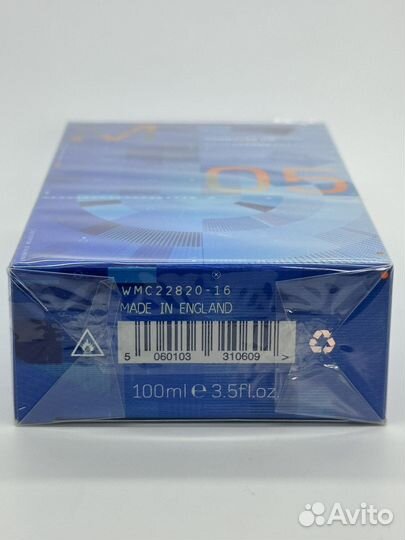 05
WMC22820-16
MADE IN ENGLAND
5 060103 310609 >
100ml e 3.5fl.oz.
Avito